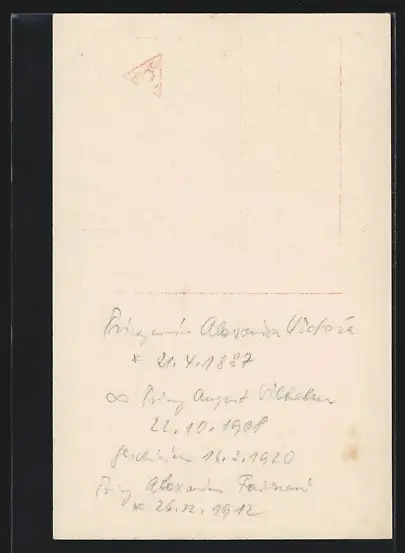 Prinzessin Alexandra Victoria
* 21.4.1887
∞ Prinz August Wilhelm
22.10.1908
geschieden 16.3.1920
Prinz Alexander Ferdinand
* 26.12.1912